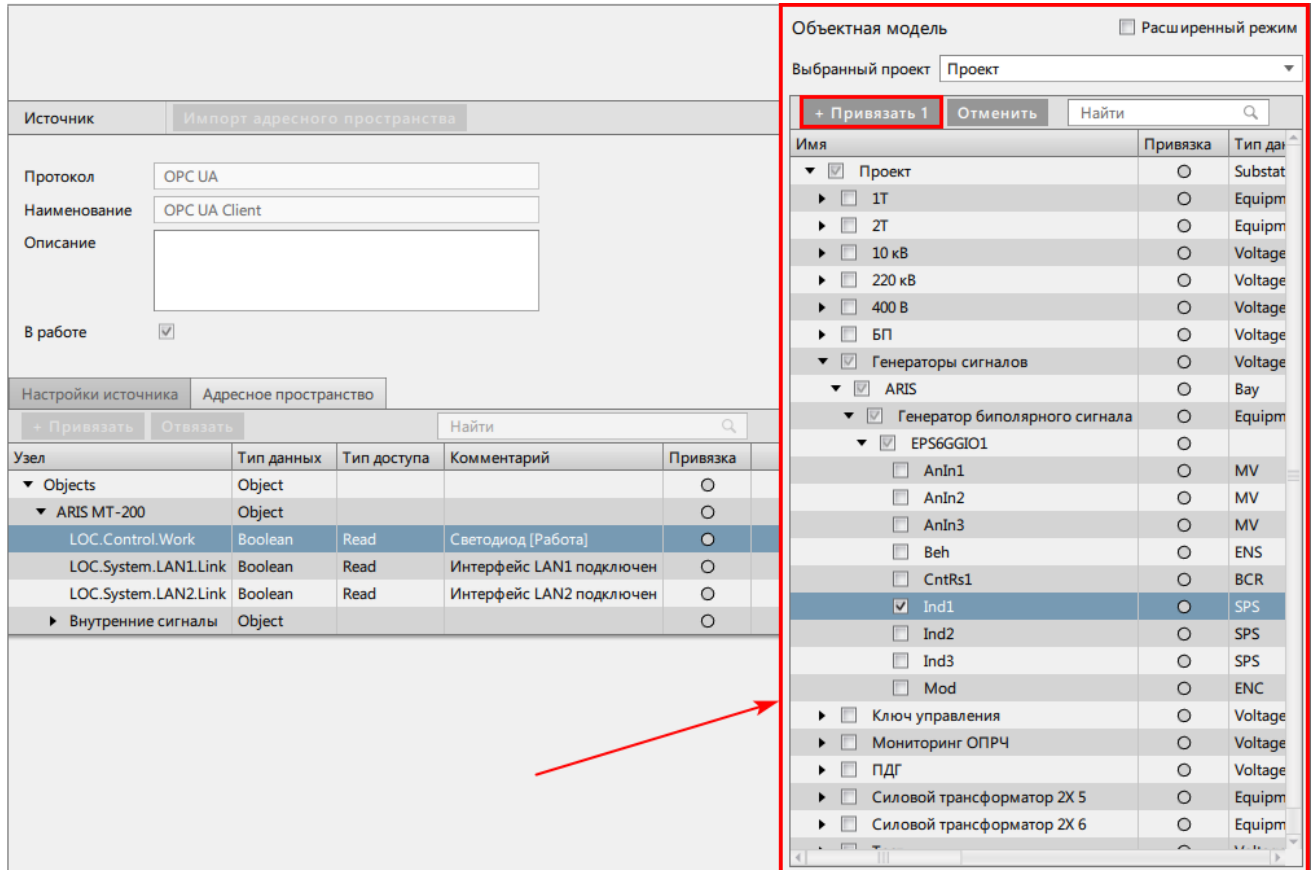 Объектная модель Расширенный режим
Выбранный проект Проект
Источник Импорт адресного пространства
Протокол OPC UA
Наименование OPC UA Client
Описание
В работе
Настройки источника Адресное пространство
+ Привязать Отвязать Найти
Узел Тип данных Тип доступа Комментарий Привязка
Objects Object
ARIS MT-200 Object
LOC.Control.Work Boolean Read Светодиод [Работа]
LOC.System.LAN1.Link Boolean Read Интерфейс LAN1 подключен
LOC.System.LAN2.Link Boolean Read Интерфейс LAN2 подключен
Внутренние сигналы Object
+ Привязать 1 Отменить Найти
Имя Привязка Тип дан
Проект Substat
1Т Equipm
2Т Equipm
10 кВ Voltage
220 кВ Voltage
400 В Voltage
БП Voltage
Генераторы сигналов Voltage
ARIS Bay
Генератор биполярного сигнала Equipm
EPS6GGIO1
AnIn1 MV
AnIn2 MV
AnIn3 MV
Beh ENS
CntRs1 BCR
Ind1 SPS
Ind2 SPS
Ind3 SPS
Mod ENC
Ключ управления Voltage
Мониторинг ОПРЧ Voltage
ПДГ Voltage
Силовой трансформатор 2Х 5 Equipm
Силовой трансформатор 2Х 6 Equipm